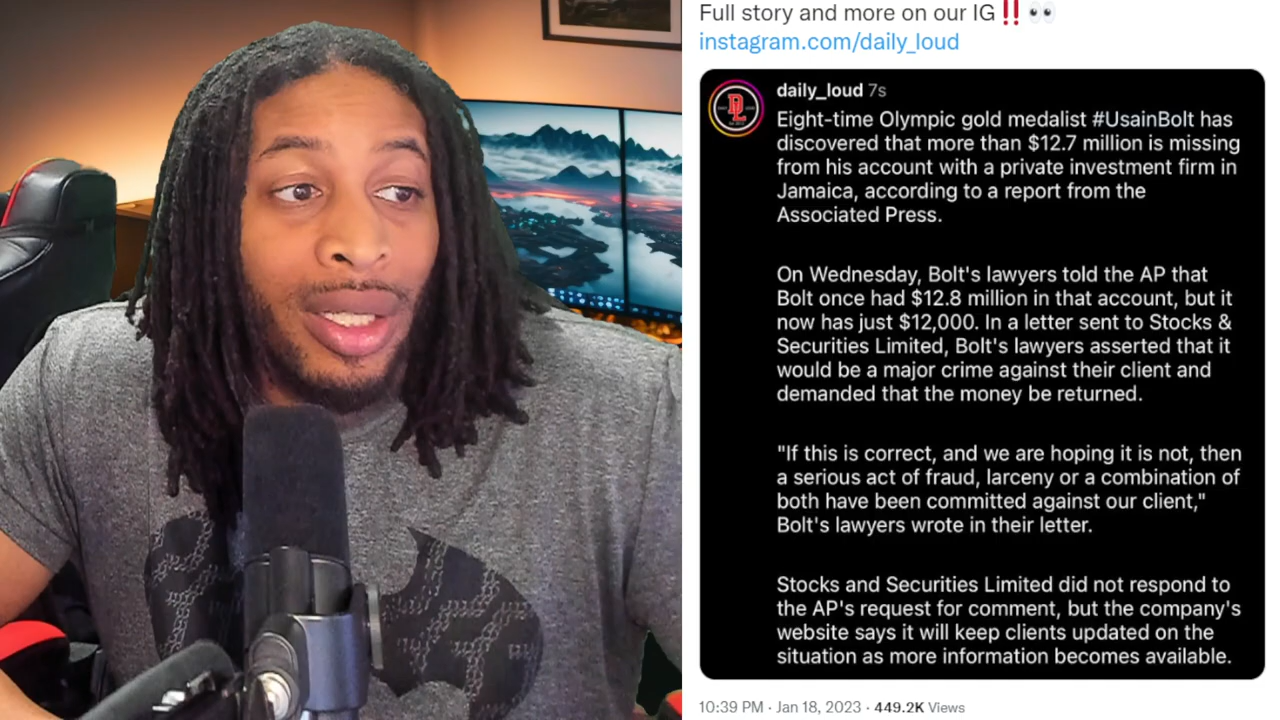 Full story and more on our IG‼️ 👀
instagram.com/daily_loud
daily_loud 7s
Eight-time Olympic gold medalist #UsainBolt has
discovered that more than $12.7 million is missing
from his account with a private investment firm in
Jamaica, according to a report from the
Associated Press.
On Wednesday, Bolt's lawyers told the AP that
Bolt once had $12.8 million in that account, but it
now has just $12,000. In a letter sent to Stocks &
Securities Limited, Bolt's lawyers asserted that it
would be a major crime against their client and
demanded that the money be returned.
"If this is correct, and we are hoping it is not, then
a serious act of fraud, larceny or a combination of
both have been committed against our client,"
Bolt's lawyers wrote in their letter.
Stocks and Securities Limited did not respond to
the AP's request for comment, but the company's
website says it will keep clients updated on the
situation as more information becomes available.
10:39 PM · Jan 18, 2023 · 449.2K Views